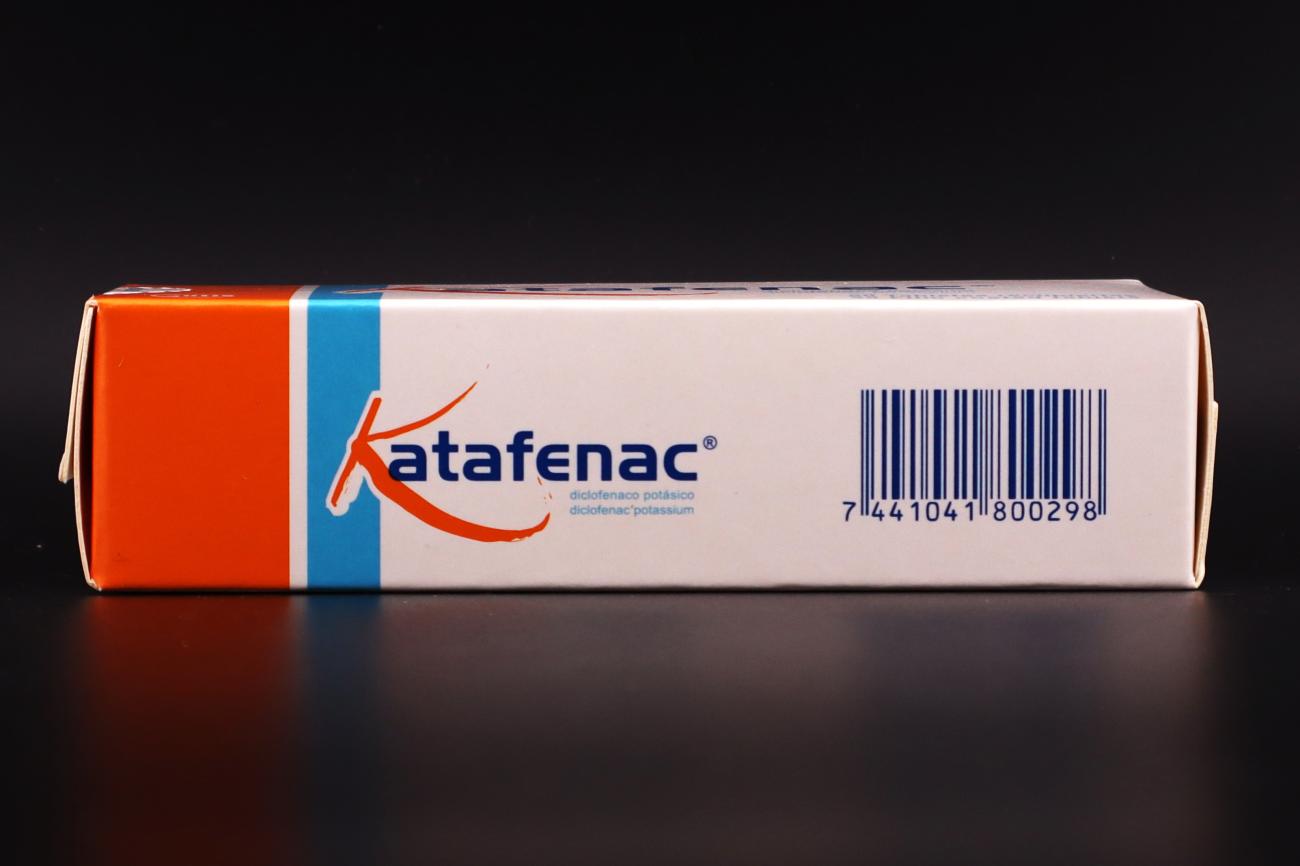 Katafenac®
diclofenaco potásico
diclofenac potassium
7 441041 800298